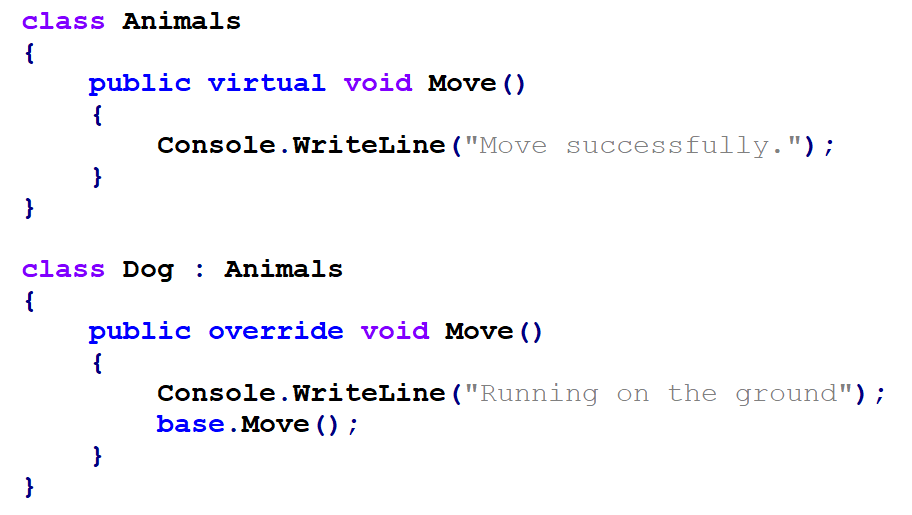 class Animals
{
    public virtual void Move()
    {
        Console.WriteLine("Move successfully.");
    }
}

class Dog : Animals
{
    public override void Move()
    {
        Console.WriteLine("Running on the ground");
        base.Move();
    }
}